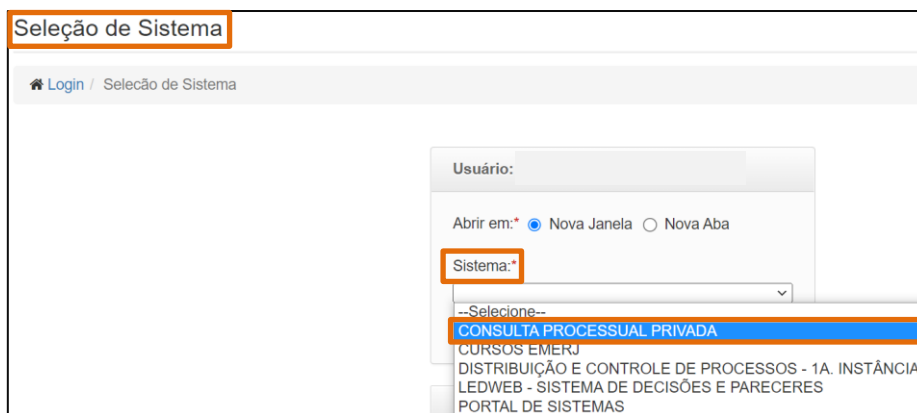 Seleção de Sistema
Login / Selecão de Sistema
Usuário:
Abrir em:* Nova Janela Nova Aba
Sistema:*
--Selecione--
CONSULTA PROCESSUAL PRIVADA
CURSOS EMERJ
DISTRIBUIÇÃO E CONTROLE DE PROCESSOS - 1A. INSTÂNCIA
LEDWEB - SISTEMA DE DECISÕES E PARECERES
PORTAL DE SISTEMAS